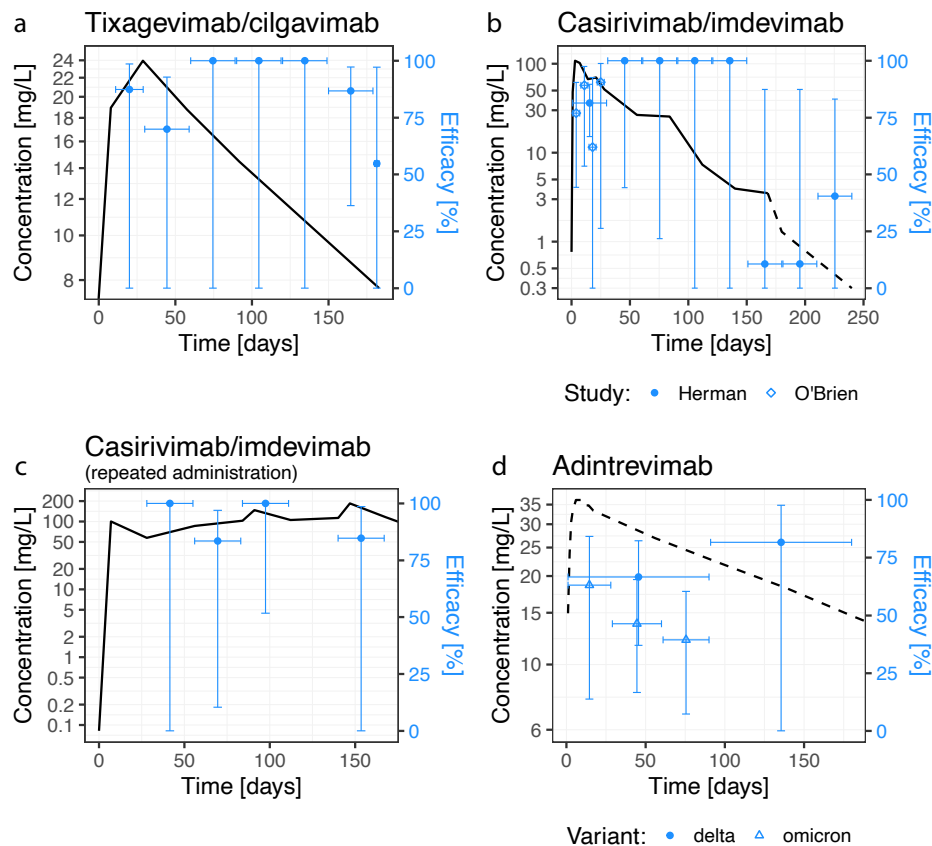 a
Tixagevimab/cilgavimab
Concentration [mg/L]
24
22
20
18
16
14
12
10
8
100
75
50
25
0
Efficacy [%]
0 50 100 150
Time [days]
b
Casirivimab/imdevimab
Concentration [mg/L]
100
50
30
10
5
3
1
0.5
0.3
100
75
50
25
0
Efficacy [%]
0 50 100 150 200 250
Time [days]
Study: Herman O'Brien
c
Casirivimab/imdevimab
(repeated administration)
Concentration [mg/L]
200
100
50
20
10
5
2
1
0.5
0.2
0.1
100
75
50
25
0
Efficacy [%]
0 50 100 150
Time [days]
d
Adintrevimab
Concentration [mg/L]
35
30
25
20
15
10
6
100
75
50
25
0
Efficacy [%]
0 50 100 150
Time [days]
Variant: delta omicron